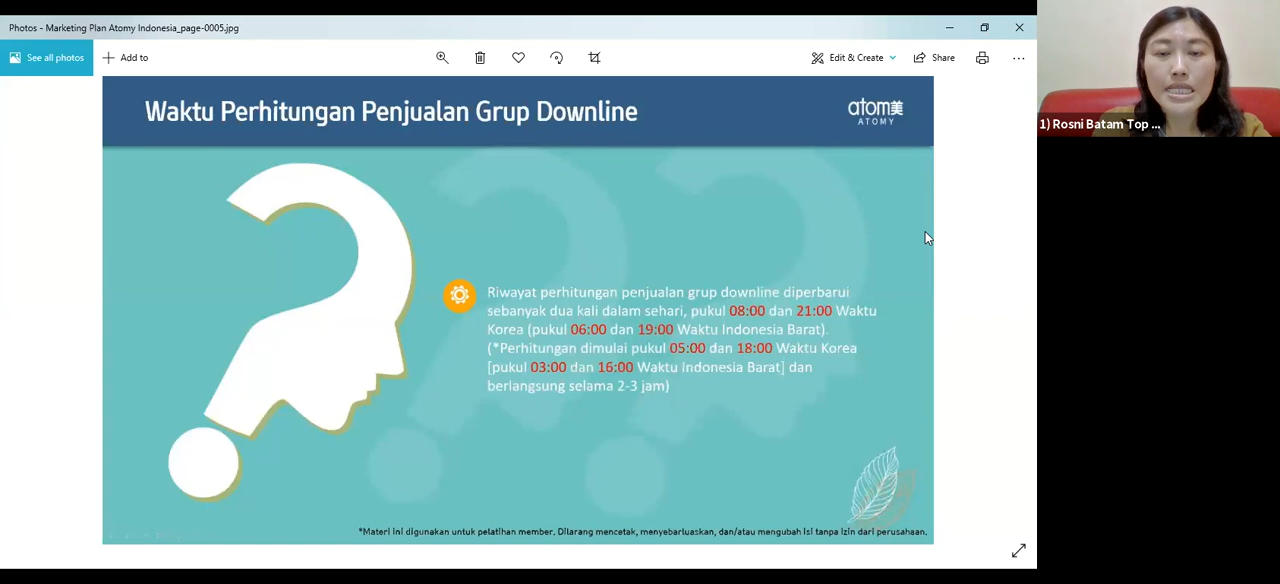 Photos - Marketing Plan Atomy Indonesia_page-0005.jpg
See all photos
Add to
Edit & Create
Share
1) Rosni Batam Top ...
Waktu Perhitungan Penjualan Grup Downline
atom美
ATOMY
Riwayat perhitungan penjualan grup downline diperbarui
sebanyak dua kali dalam sehari, pukul 08:00 dan 21:00 Waktu
Korea (pukul 06:00 dan 19:00 Waktu Indonesia Barat).
(*Perhitungan dimulai pukul 05:00 dan 18:00 Waktu Korea
[pukul 03:00 dan 16:00 Waktu Indonesia Barat] dan
berlangsung selama 2-3 jam)
*Materi ini digunakan untuk pelatihan member. Dilarang mencetak, menyebarluaskan, dan/atau mengubah isi tanpa izin dari perusahaan.